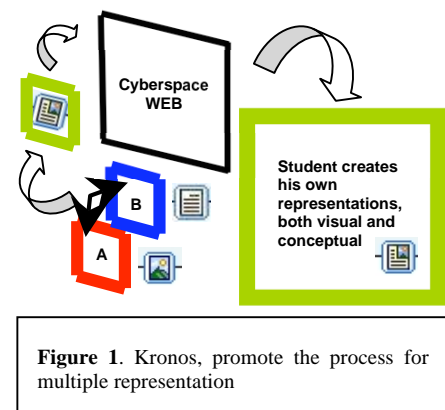 Cyberspace
WEB
B
A
Student creates
his own
representations,
both visual and
conceptual
Figure 1. Kronos, promote the process for
multiple representation